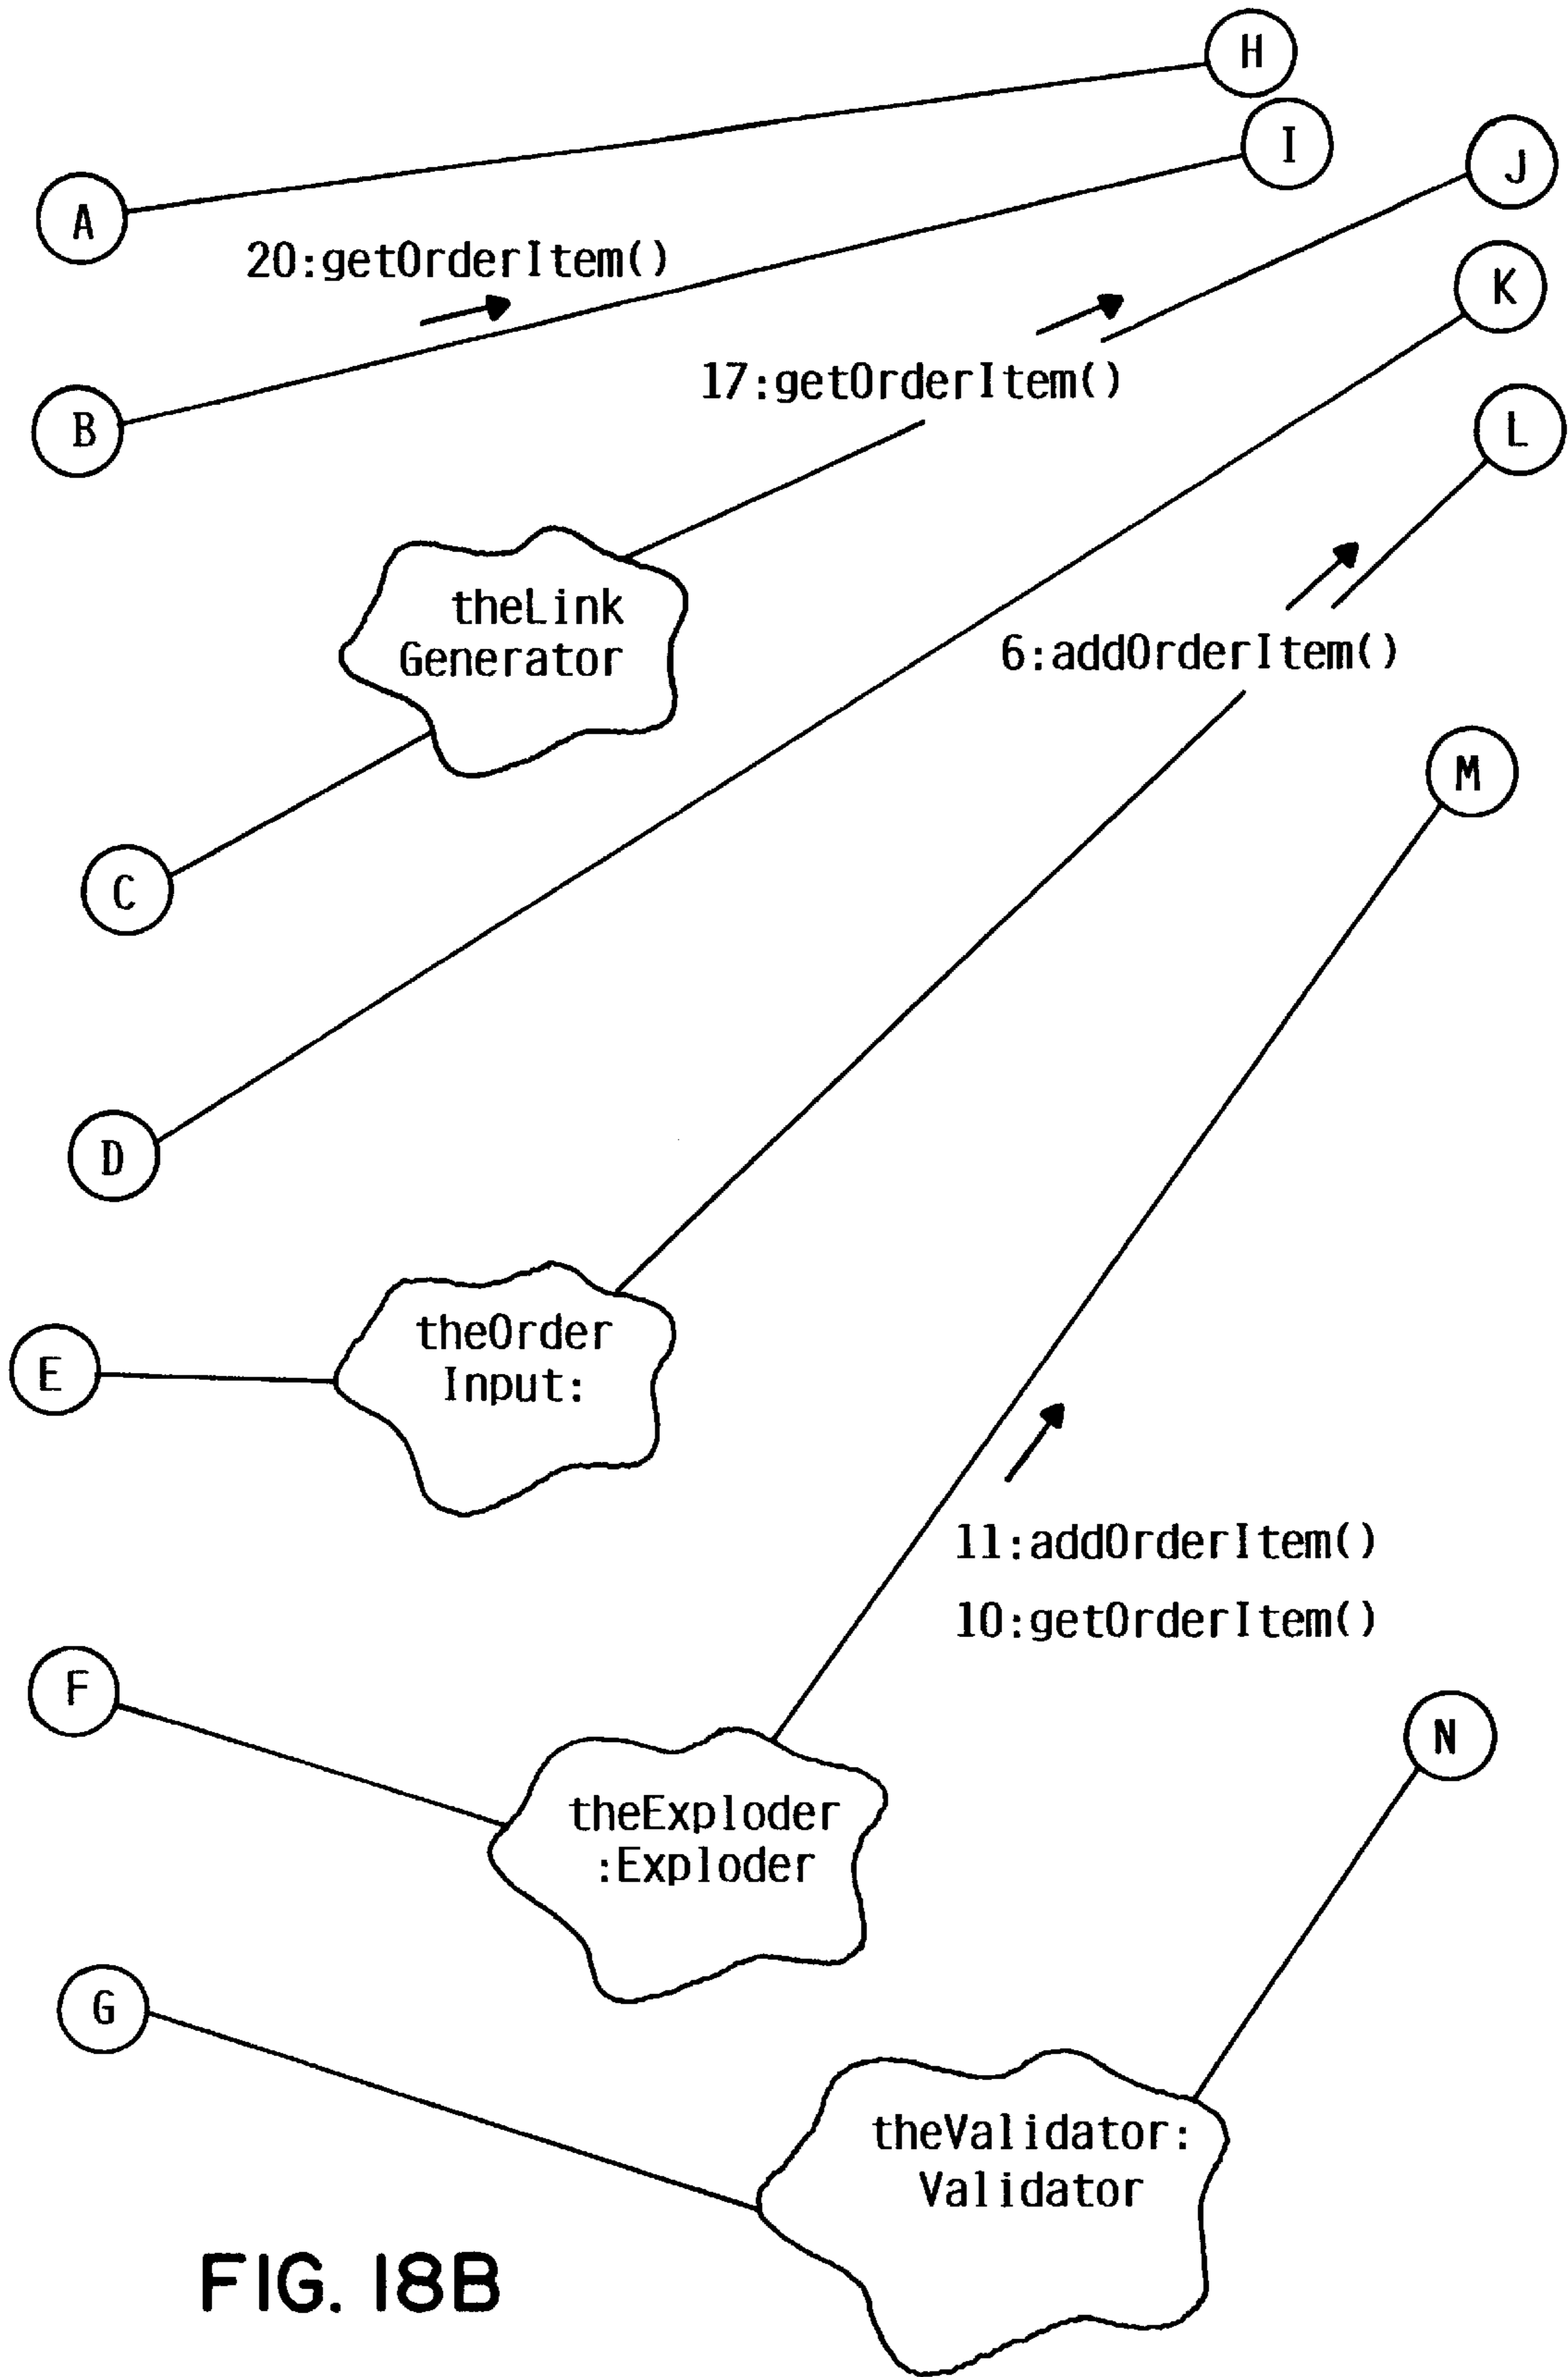 H
I
J
A
20:getOrderItem()
K
17:getOrderItem()
B
L
theLink
Generator
6:addOrderItem()
M
C
D
theOrder
Input:
E
11:addOrderItem()
10:getOrderItem()
F
N
theExploder
:Exploder
G
theValidator:
Validator
FIG. 18B